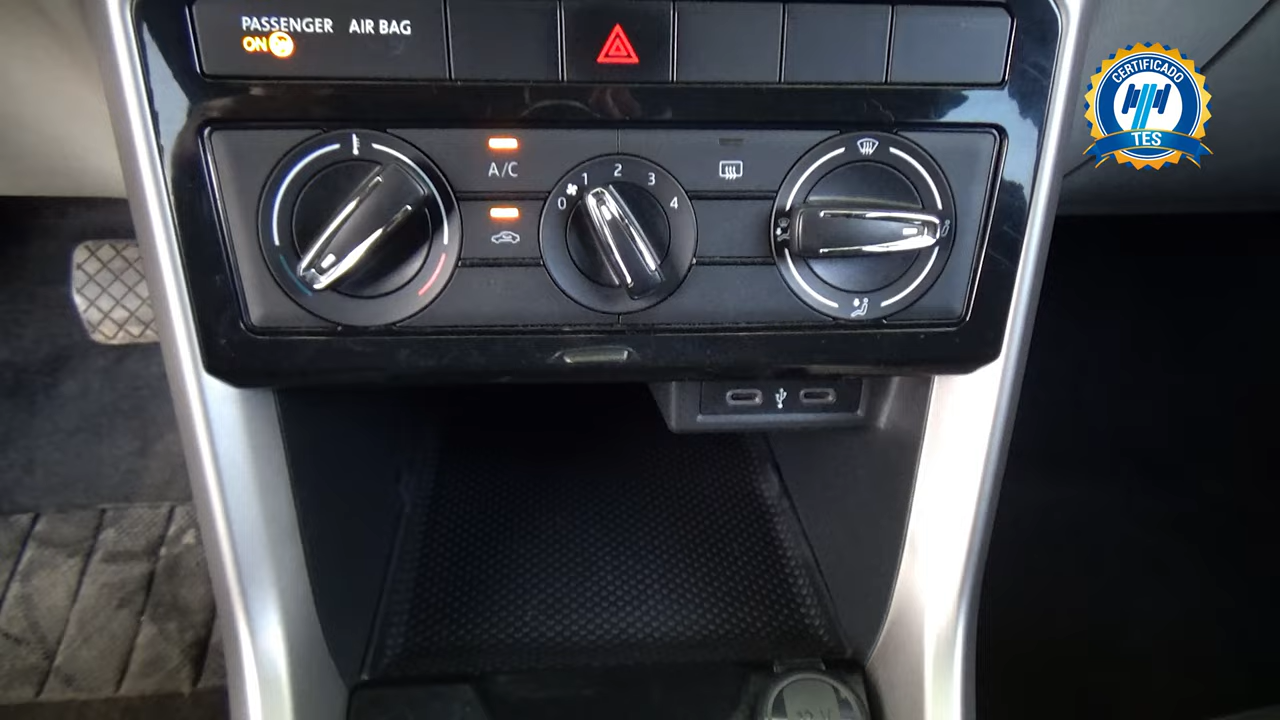 PASSENGER AIR BAG
ON
CERTIFICADO
TES
A/C
0 1 2 3 4